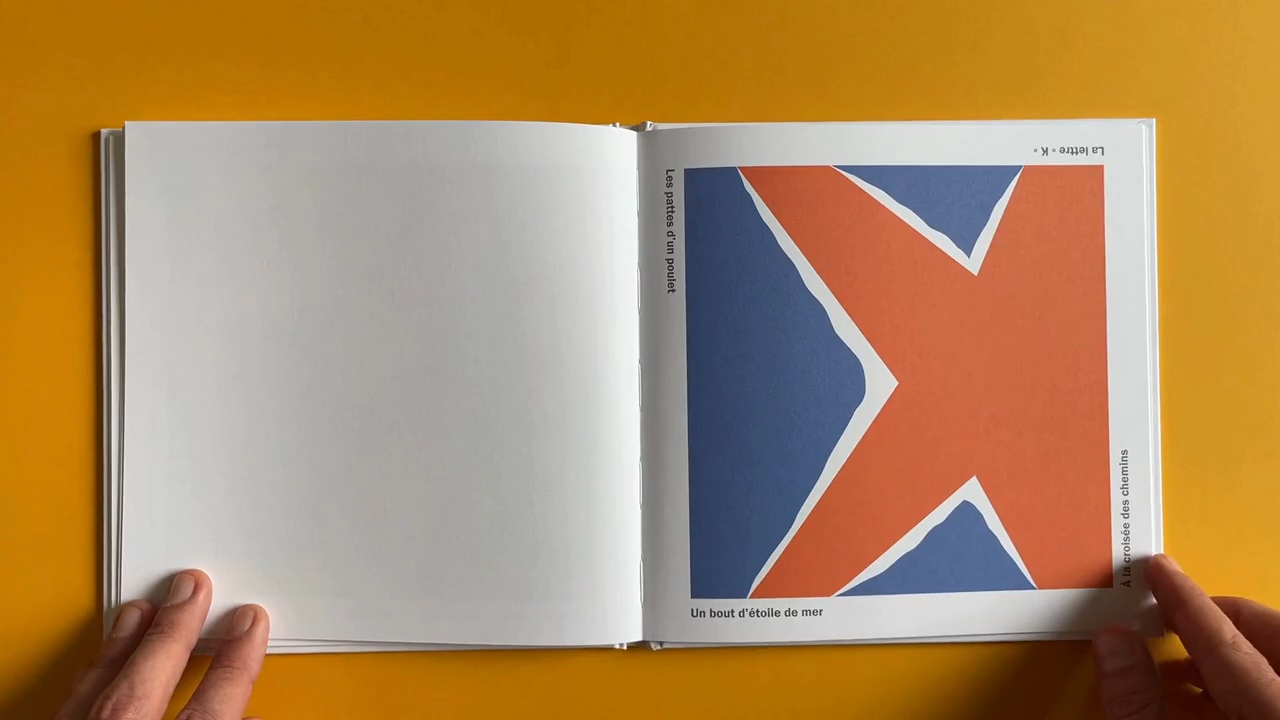 La lettre « K »
Les pattes d'un poulet
À la croisée des chemins
Un bout d'étoile de mer